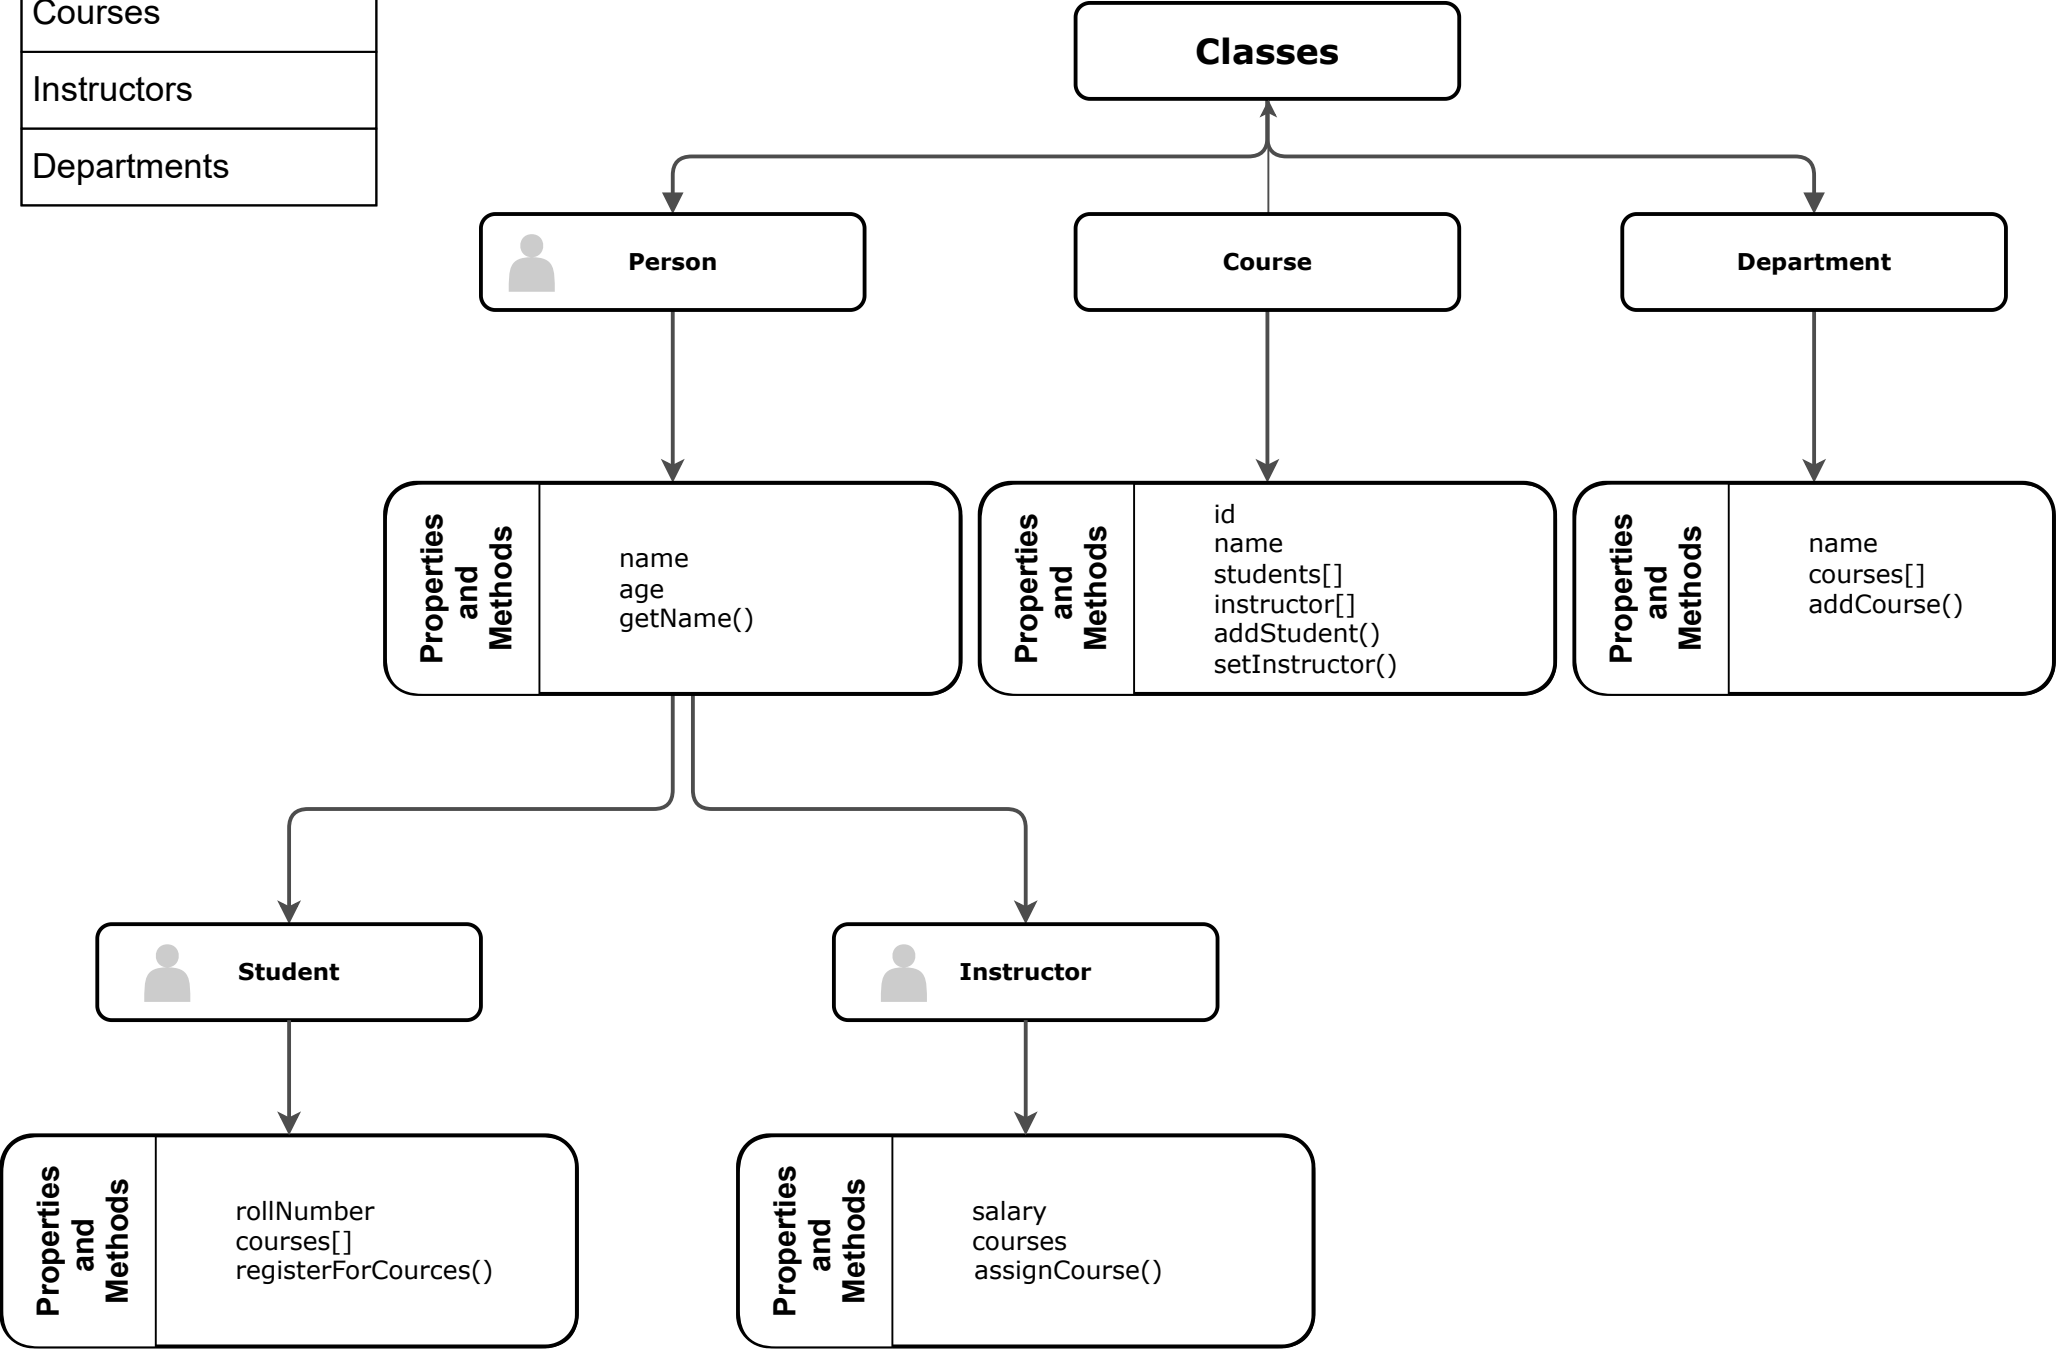 Courses
Instructors
Departments
Classes
Person
Course
Department
Properties
and
Methods
name
age
getName()
Properties
and
Methods
id
name
students[]
instructor[]
addStudent()
setInstructor()
Properties
and
Methods
name
courses[]
addCourse()
Student
Instructor
Properties
and
Methods
rollNumber
courses[]
registerForCources()
Properties
and
Methods
salary
courses
assignCourse()